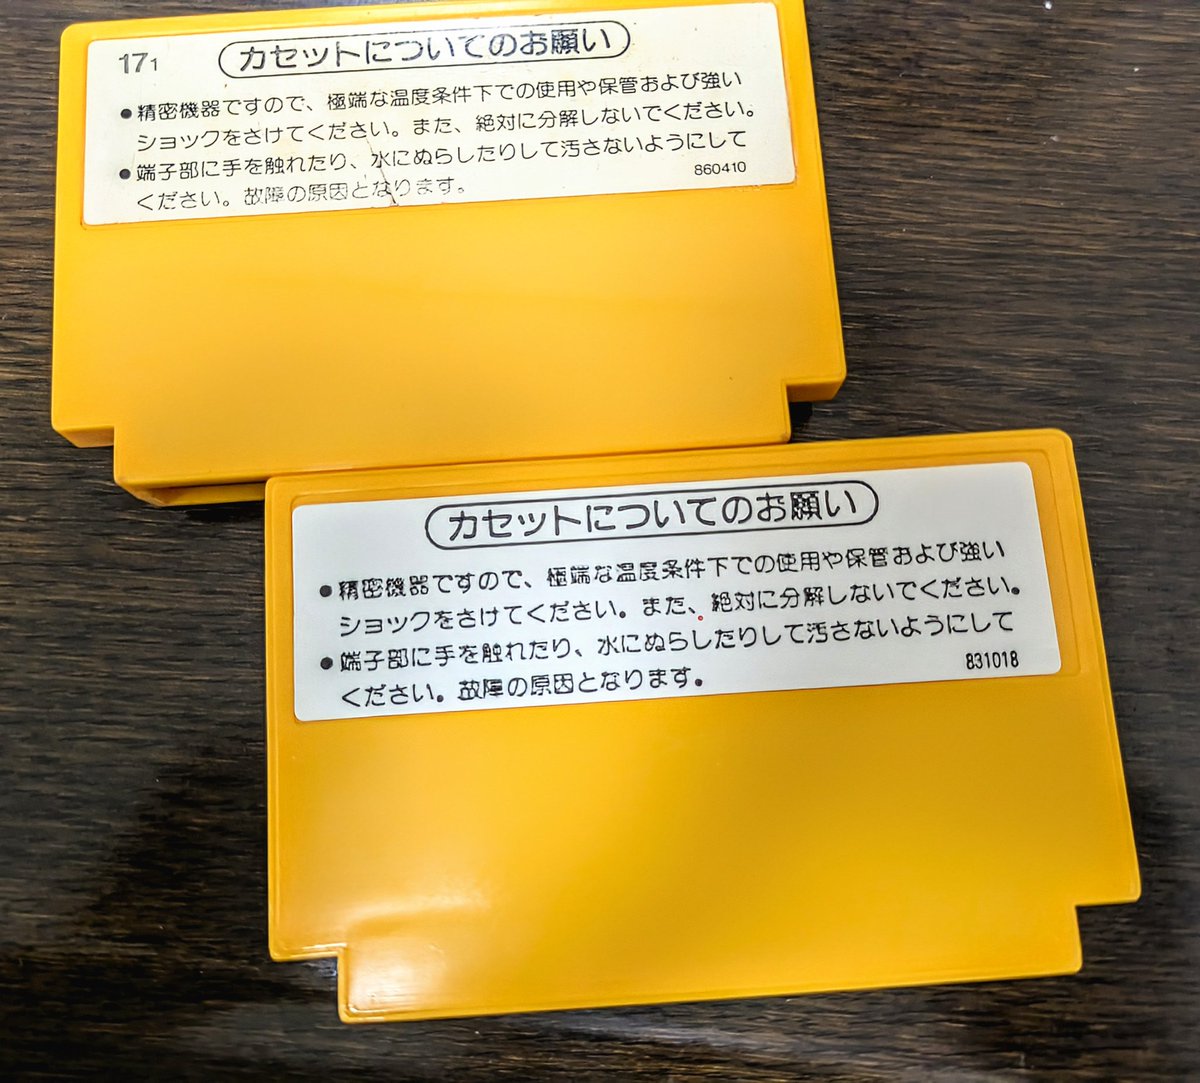 17₁
カセットについてのお願い
●精密機器ですので、極端な温度条件下での使用や保管および強い
ショックをさけてください。また、絶対に分解しないでください。
●端子部に手を触れたり、水にぬらしたりして汚さないようにして
ください。故障の原因となります。
860410
カセットについてのお願い
●精密機器ですので、極端な温度条件下での使用や保管および強い
ショックをさけてください。また、絶対に分解しないでください。
●端子部に手を触れたり、水にぬらしたりして汚さないようにして
ください。故障の原因となります。
831018